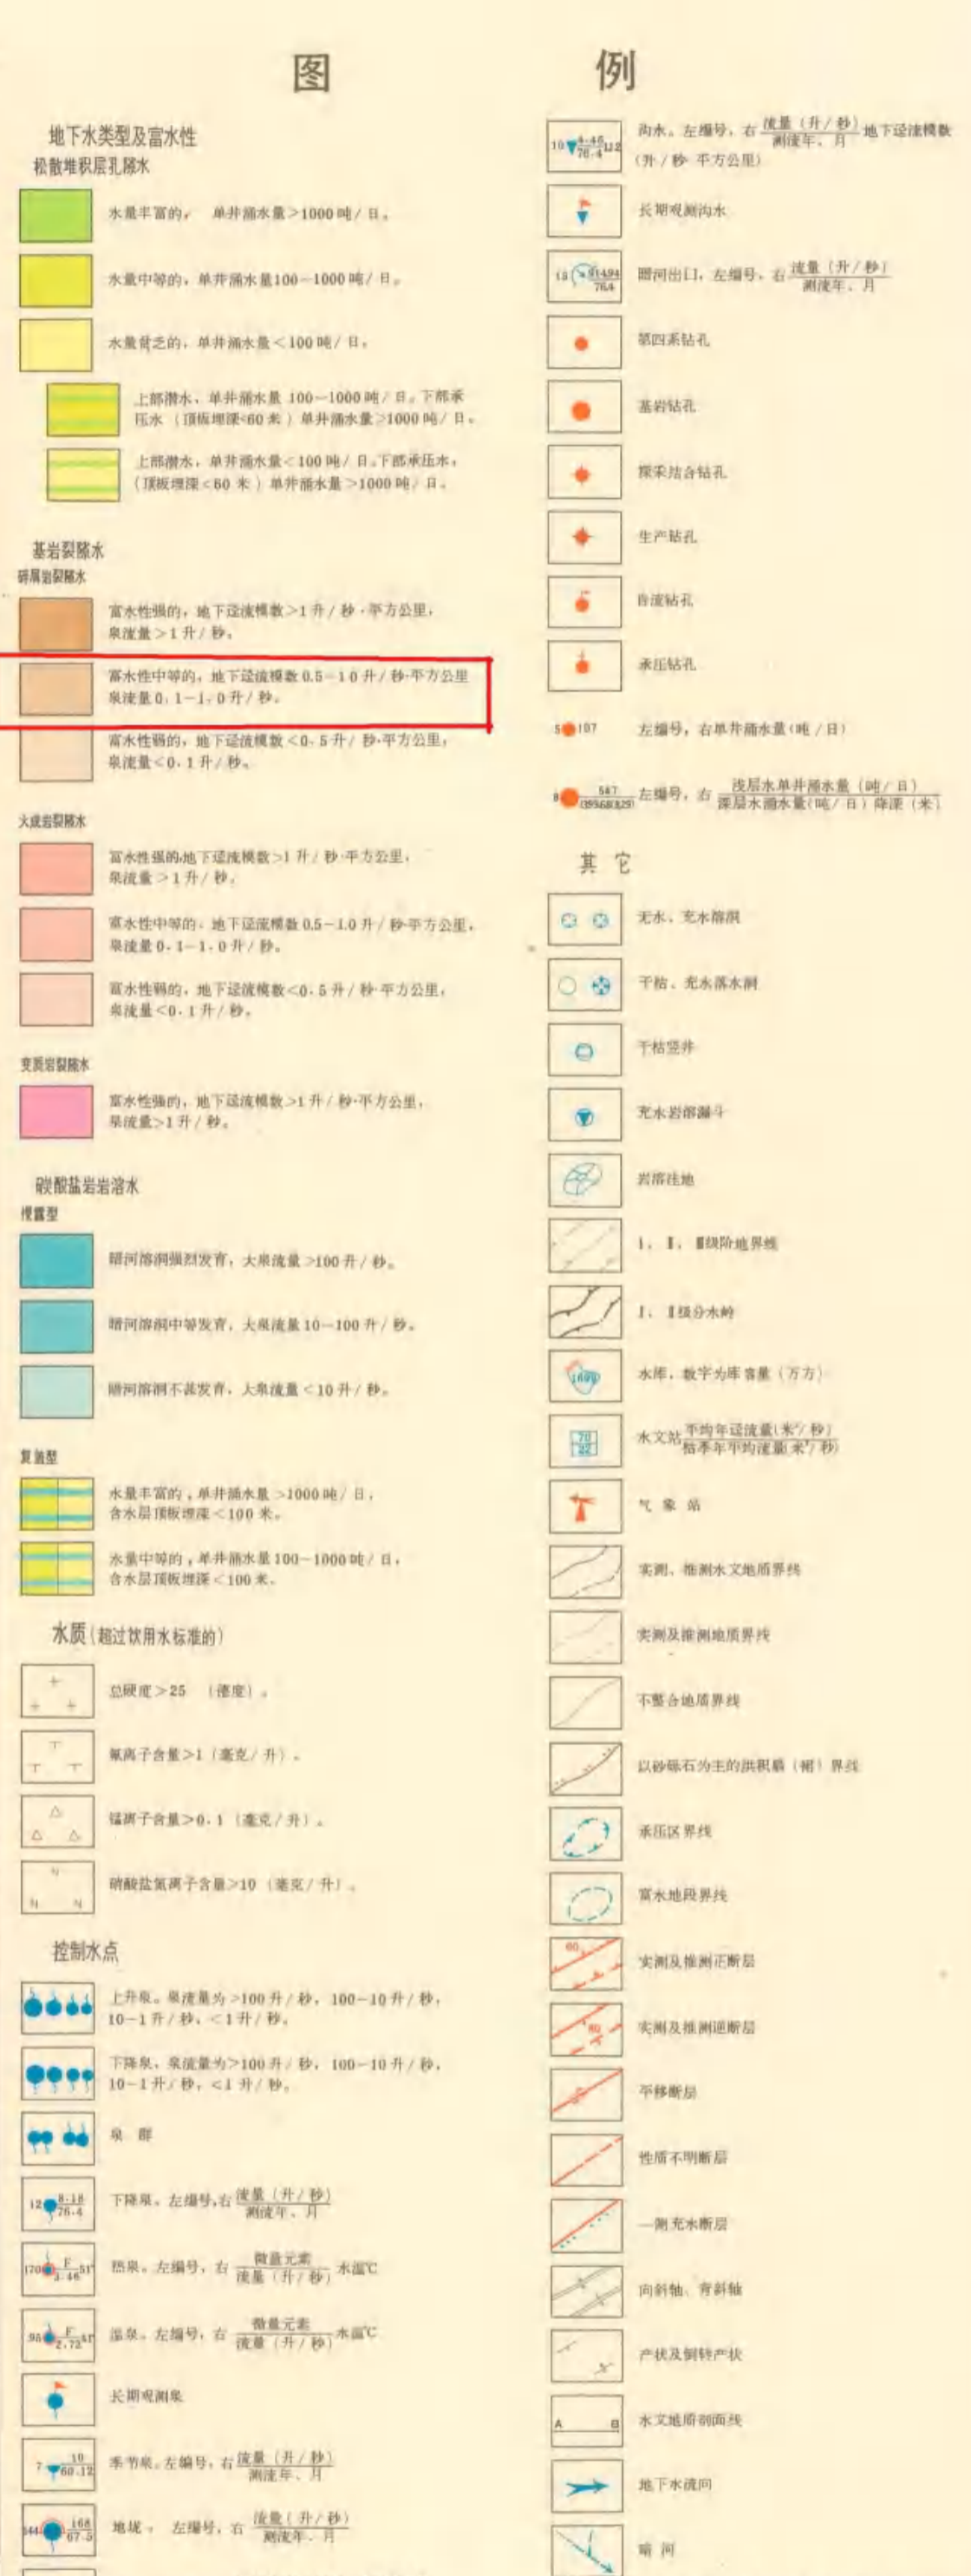 图 例
地下水类型及富水性
松散堆积层孔隙水
水量丰富的， 单井涌水量>1000吨/日。
水量中等的，单井涌水量100—1000吨/日。
水量贫乏的，单井涌水量<100吨/日。
上部潜水，单井涌水量 100—1000吨/日。下部承
压水（顶板埋深<60米）单井涌水量>1000吨/日。
上部潜水，单井涌水量<100吨/日。下部承压水，
（顶板埋深<60米）单井涌水量>1000吨/日。
基岩裂隙水
碎屑岩裂隙水
富水性强的，地下迳流模数>1升/秒·平方公里，
泉流量>1升/秒。
富水性中等的，地下迳流模数0.5—1.0升/秒·平方公里
泉流量0.1—1.0升/秒。
富水性弱的，地下迳流模数<0.5升/秒·平方公里，
泉流量<0.1升/秒。
火成岩裂隙水
富水性强的，地下迳流模数>1升/秒·平方公里，
泉流量>1升/秒。
富水性中等的，地下迳流模数0.5—1.0升/秒·平方公里，
泉流量0.1—1.0升/秒。
富水性弱的，地下迳流模数<0.5升/秒·平方公里，
泉流量<0.1升/秒。
变质岩裂隙水
富水性强的，地下迳流模数>1升/秒·平方公里，
泉流量>1升/秒。
碳酸盐岩岩溶水
裸露型
暗河溶洞强烈发育，大泉流量>100升/秒。
暗河溶洞中等发育，大泉流量10—100升/秒。
暗河溶洞不甚发育，大泉流量<10升/秒。
复盖型
水量丰富的，单井涌水量>1000吨/日，
含水层顶板埋深<100米。
水量中等的，单井涌水量100—1000吨/日，
含水层顶板埋深<100米。
水质（超过饮用水标准的）
总硬度>25 （德度）。
氟离子含量>1（毫克/升）。
锰离子含量>0.1（毫克/升）。
N
N N
硝酸盐氮离子含量>10（毫克/升）。
控制水点
上升泉。泉流量为>100升/秒，100—10升/秒，
10—1升/秒，<1升/秒。
下降泉，泉流量为>100升/秒，100—10升/秒，
10—1升/秒，<1升/秒。
泉 群
12 8.18
76.4
下降泉。左编号，右 流量（升/秒）
测流年、月
170 F 51°
3.46
热泉。左编号，右 微量元素 水温℃
流量（升/秒）
F
2.72
温泉。左编号，右 微量元素 水温℃
流量（升/秒）
长期观测泉
7 10
60.12
季节泉。左编号，右 流量（升/秒）
测流年、月
168
67.5
地垅， 左编号，右 流量（升/秒）
测流年、月
10 4.46
76.4
沟水。左编号，右 流量（升/秒） 地下迳流模数
测流年、月
（升/秒·平方公里）
长期观测沟水
13
76.4
暗河出口，左编号，右 流量（升/秒）
测流年、月
第四系钻孔
基岩钻孔
探采结合钻孔
生产钻孔
自流钻孔
承压钻孔
5 107 左编号，右单井涌水量（吨/日）
8 587
左编号，右 浅层水单井涌水量（吨/日）
深层水涌水量（吨/日）降深（米）
其 它
无水、充水溶洞
干枯、充水落水洞
干枯竖井
充水岩溶漏斗
岩溶洼地
Ⅰ、Ⅱ、Ⅲ级阶地界线
Ⅰ、Ⅱ级分水岭
水库，数字为库容量（万方）
70
22
水文站 平均年迳流量（米³/秒）
枯季年平均流量（米³/秒）
气 象 站
实测、推测水文地质界线
实测及推测地质界线
不整合地质界线
以砂砾石为主的洪积扇（裙）界线
承压区界线
富水地段界线
60
实测及推测正断层
80
实测及推测逆断层
平移断层
性质不明断层
一侧充水断层
向斜轴、背斜轴
产状及倒转产状
A B
水文地质剖面线
地下水流向
暗 河